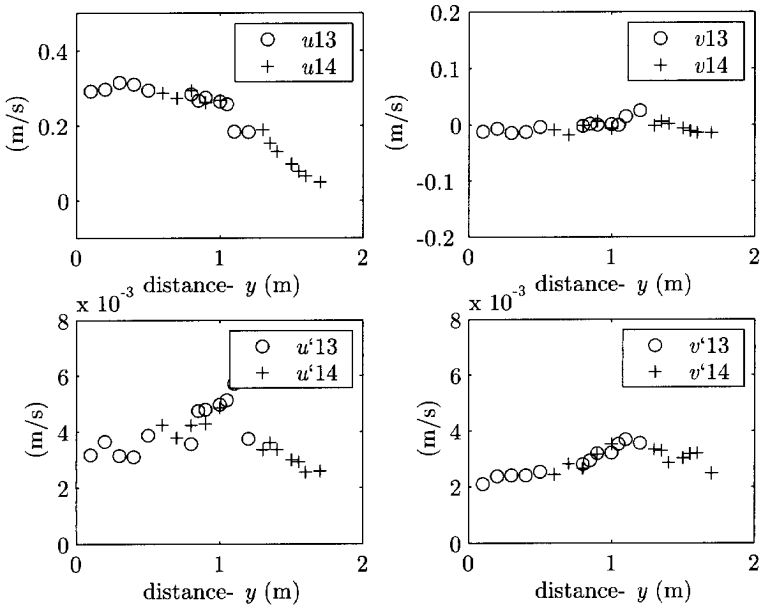 0.4
0.2
0
(m/s)
u13
u14
0
1
2
distance- y (m)
0.2
0.1
0
-0.1
-0.2
(m/s)
v13
v14
0
1
2
distance- y (m)
x 10⁻³
8
6
4
2
0
(m/s)
u‘13
u‘14
0
1
2
distance- y (m)
x 10⁻³
8
6
4
2
0
(m/s)
v‘13
v‘14
0
1
2
distance- y (m)